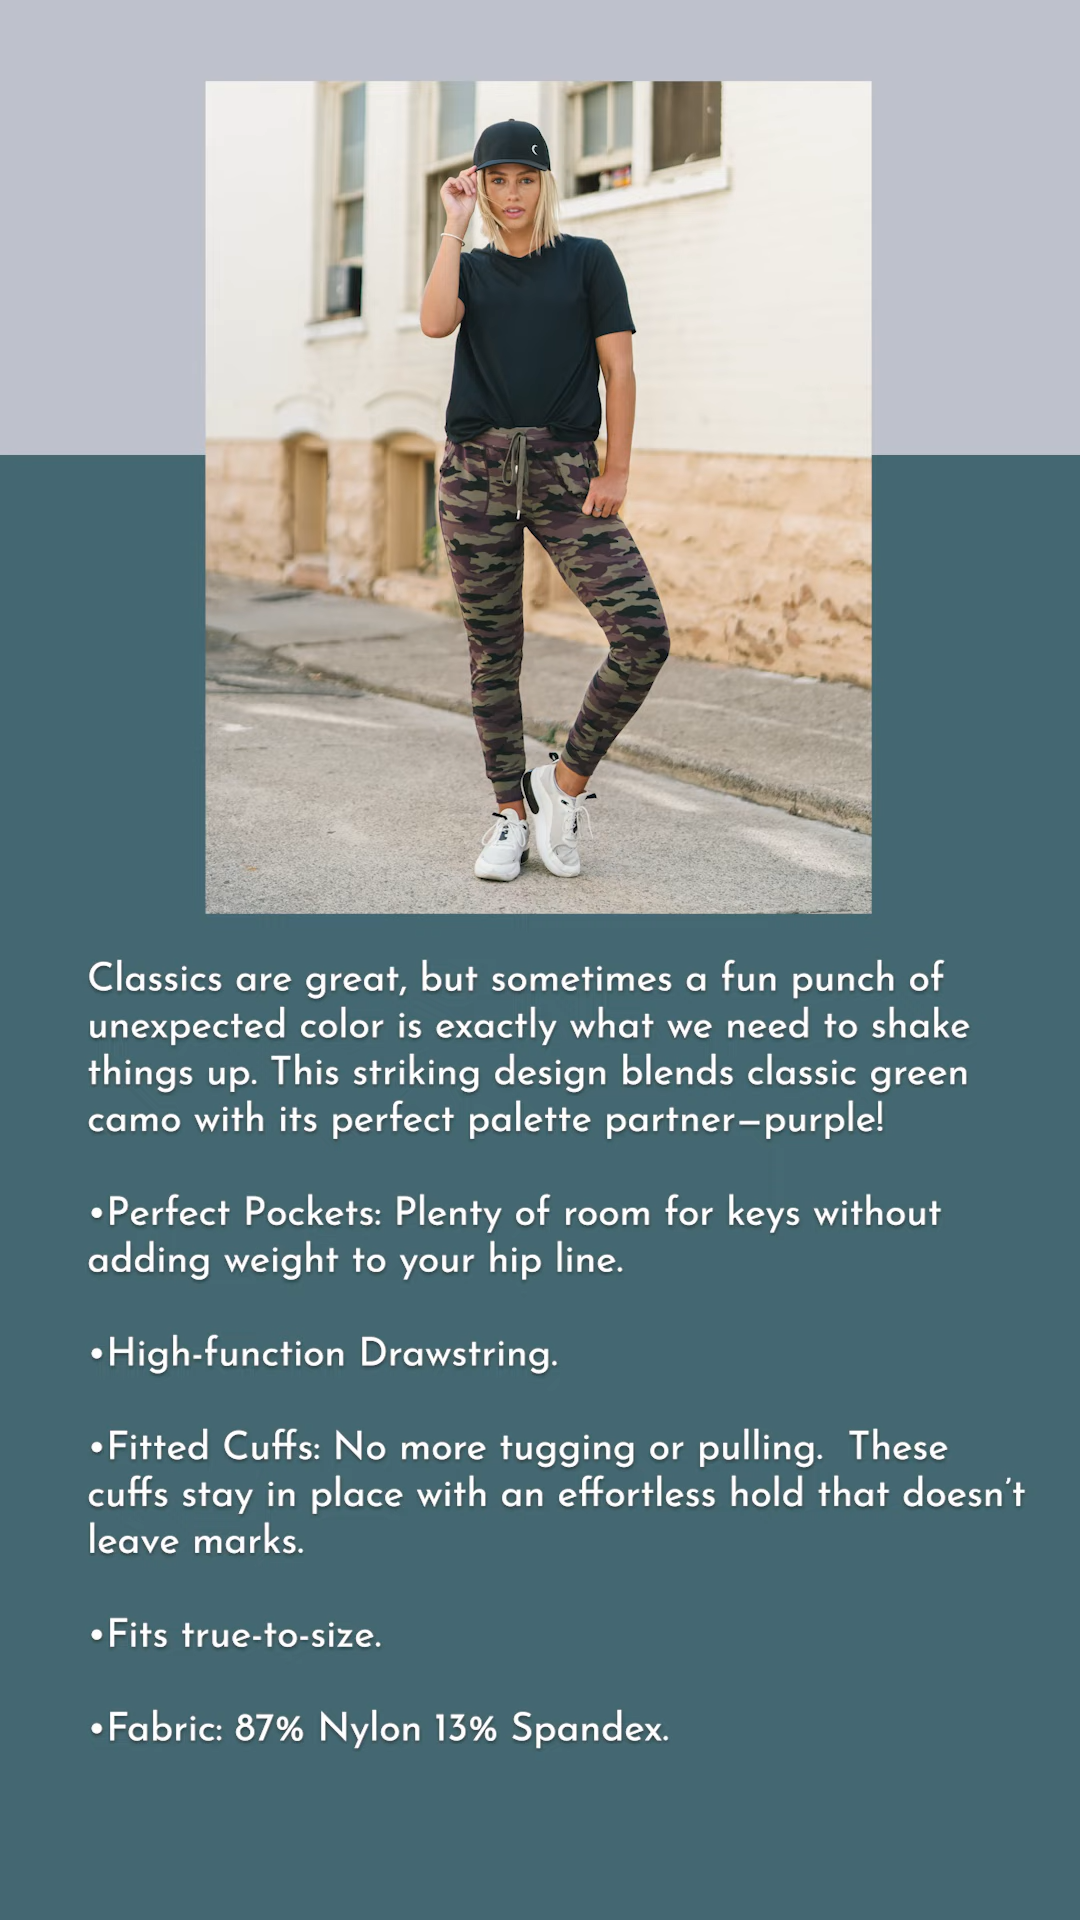 Classics are great, but sometimes a fun punch of
unexpected color is exactly what we need to shake
things up. This striking design blends classic green
camo with its perfect palette partner—purple!
•Perfect Pockets: Plenty of room for keys without
adding weight to your hip line.
•High-function Drawstring.
•Fitted Cuffs: No more tugging or pulling.  These
cuffs stay in place with an effortless hold that doesn't
leave marks.
•Fits true-to-size.
•Fabric: 87% Nylon 13% Spandex.